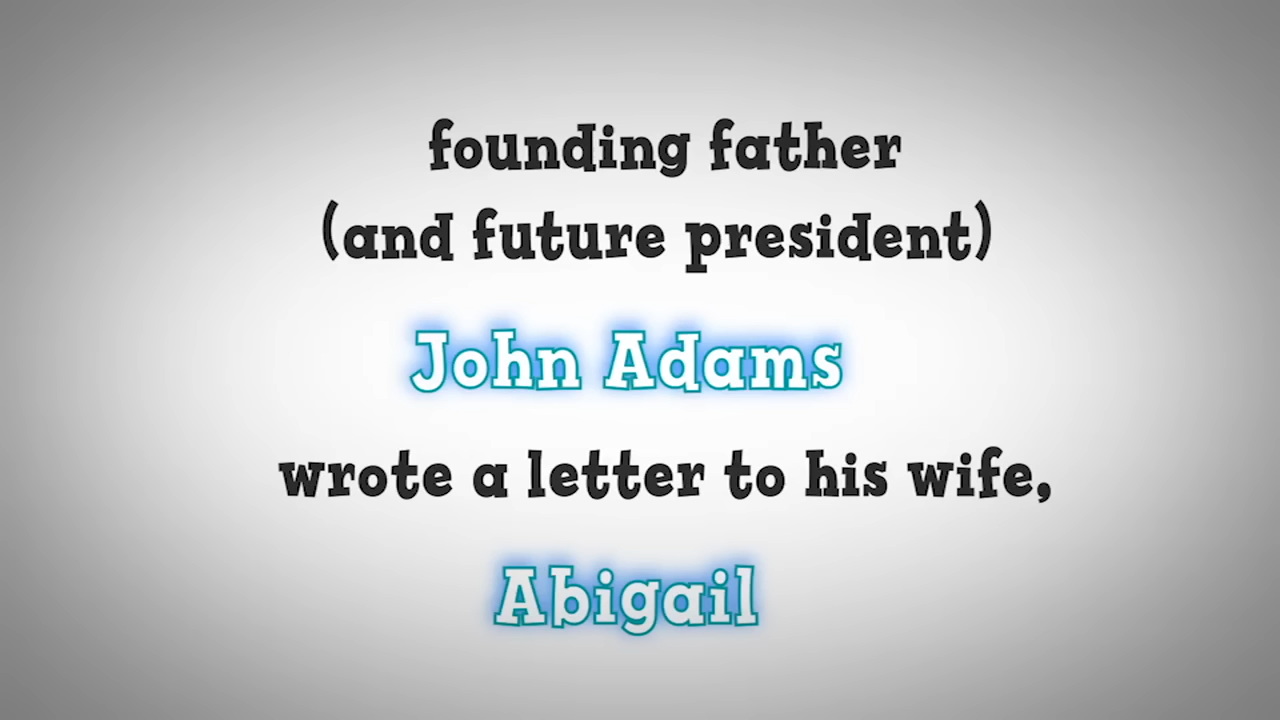 founding father
(and future president)
John Adams
wrote a letter to his wife,
Abigail